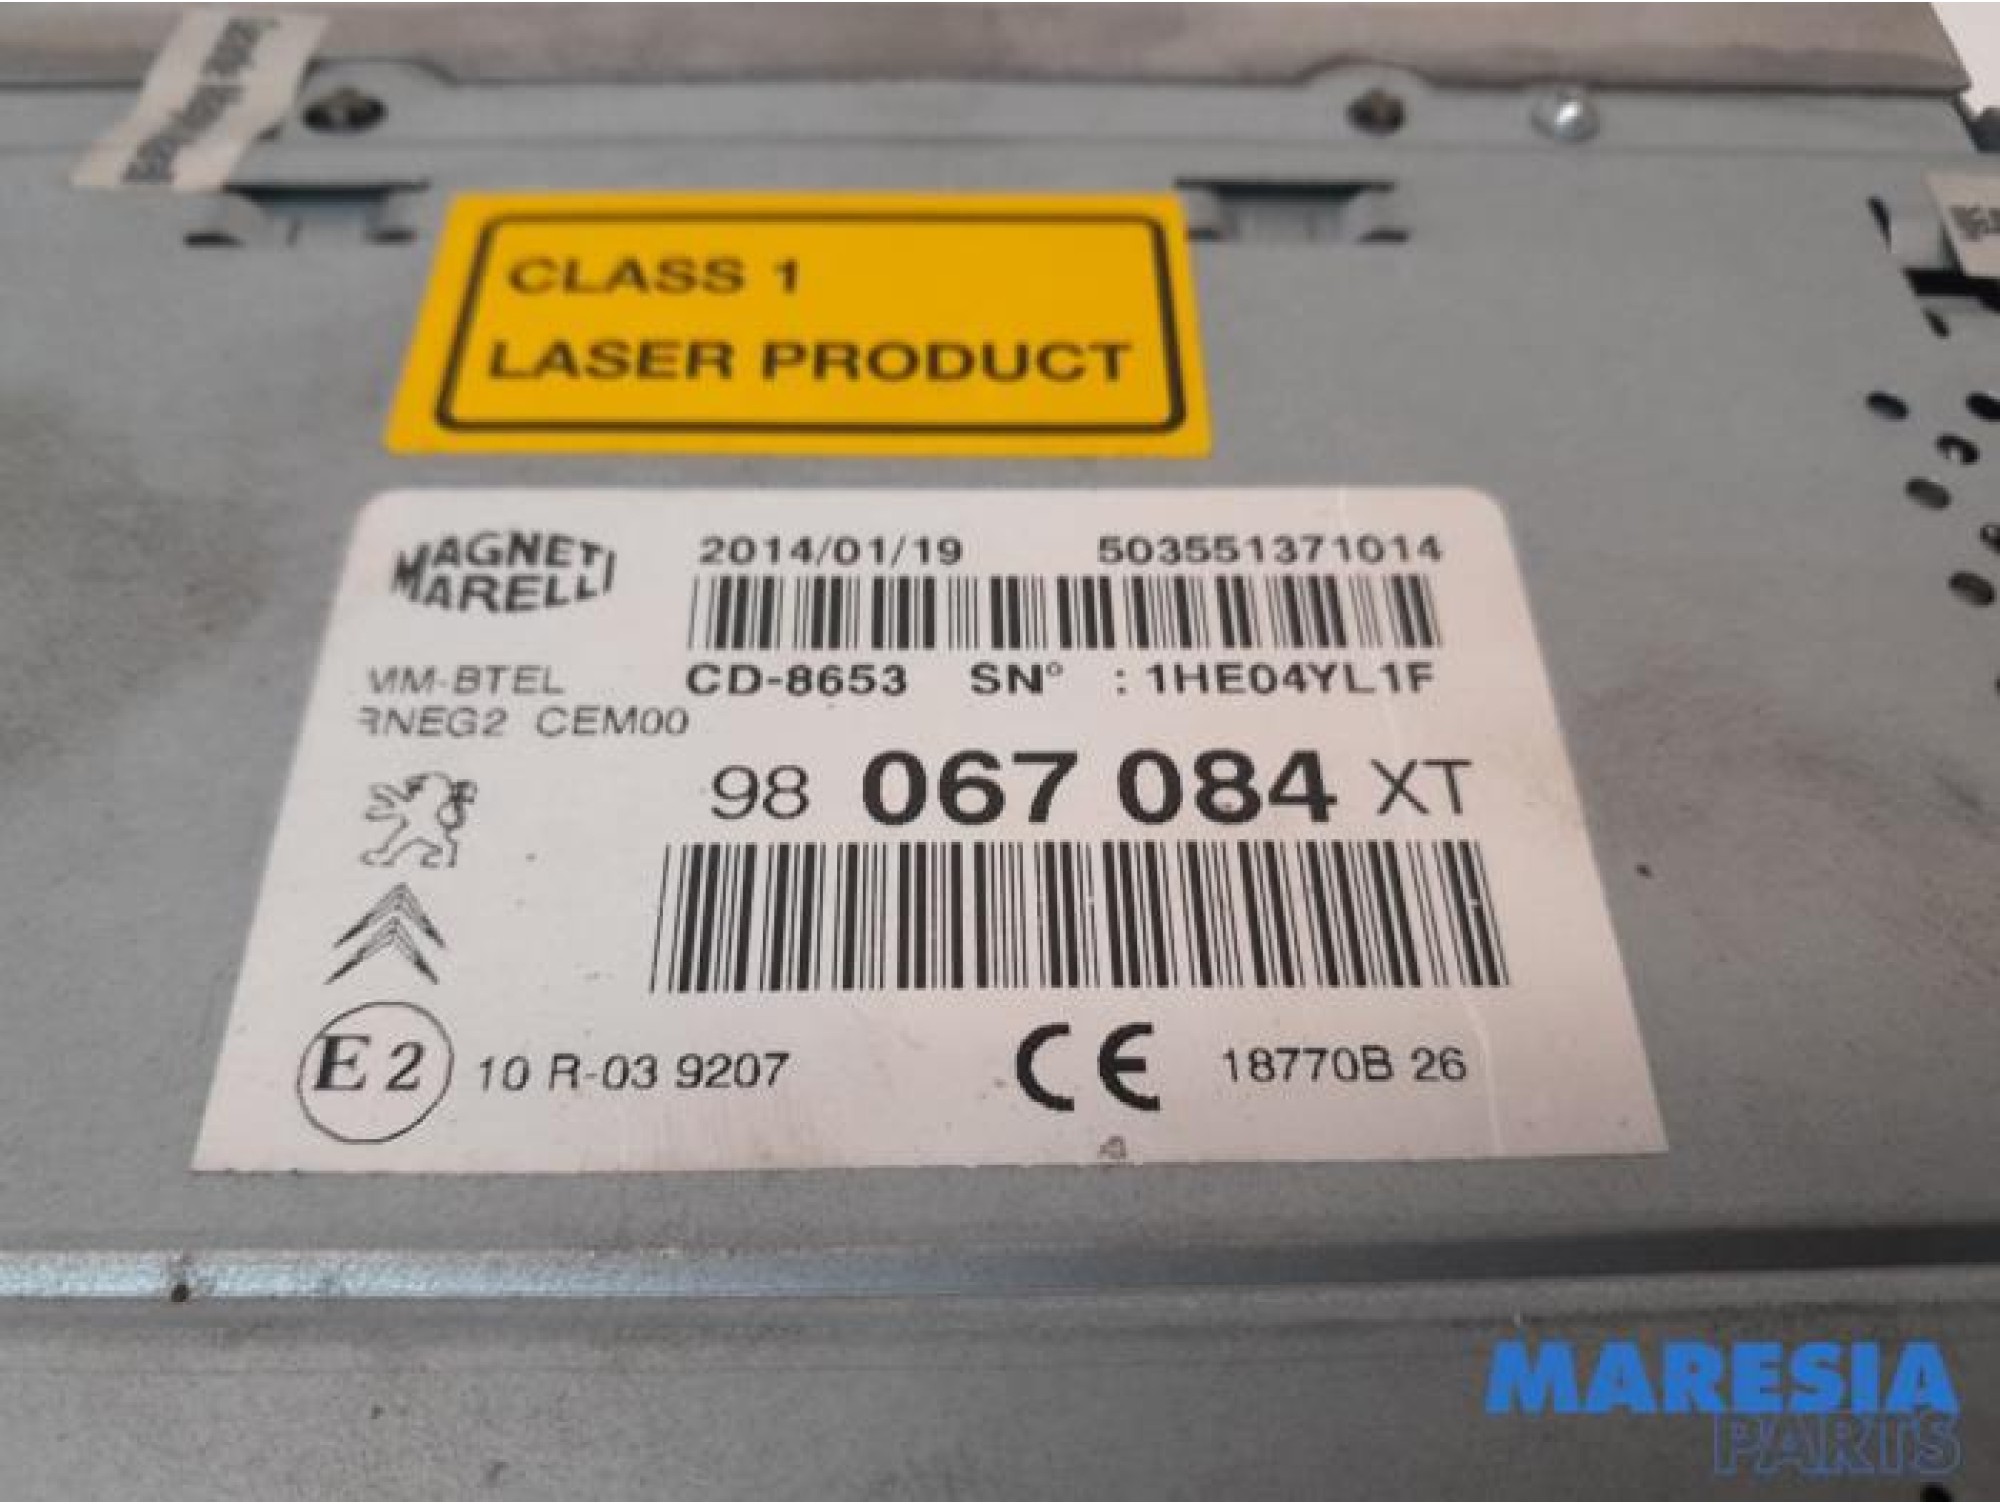 CLASS 1
LASER PRODUCT
MAGNETI
MARELLI
2014/01/19 503551371014
MM-BTEL
CD-8653 SN° : 1HE04YL1F
RNEG2 CEM00
98 067 084 XT
E2 10 R-03 9207 CE 18770B 26
MARESIA
PARTS